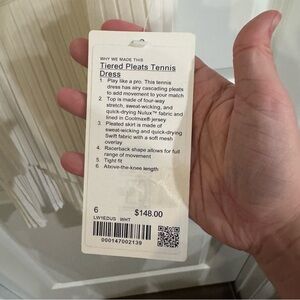 WHY WE MADE THIS
Tiered Pleats Tennis
Dress
1 Play like a pro. This tennis
dress has airy cascading pleats
to add movement to your match
2 Top is made of four-way
stretch, sweat-wicking, and
quick-drying Nulux™ fabric and
lined in Coolmax® jersey
3 Pleated skirt is made of
sweat-wicking and quick-drying
Swift fabric with a soft mesh
overlay
4 Racerback shape allows for full
range of movement
5 Tight fit
6 Above-the-knee length
6 $148.00
LW1EDUS WHT
000147002139